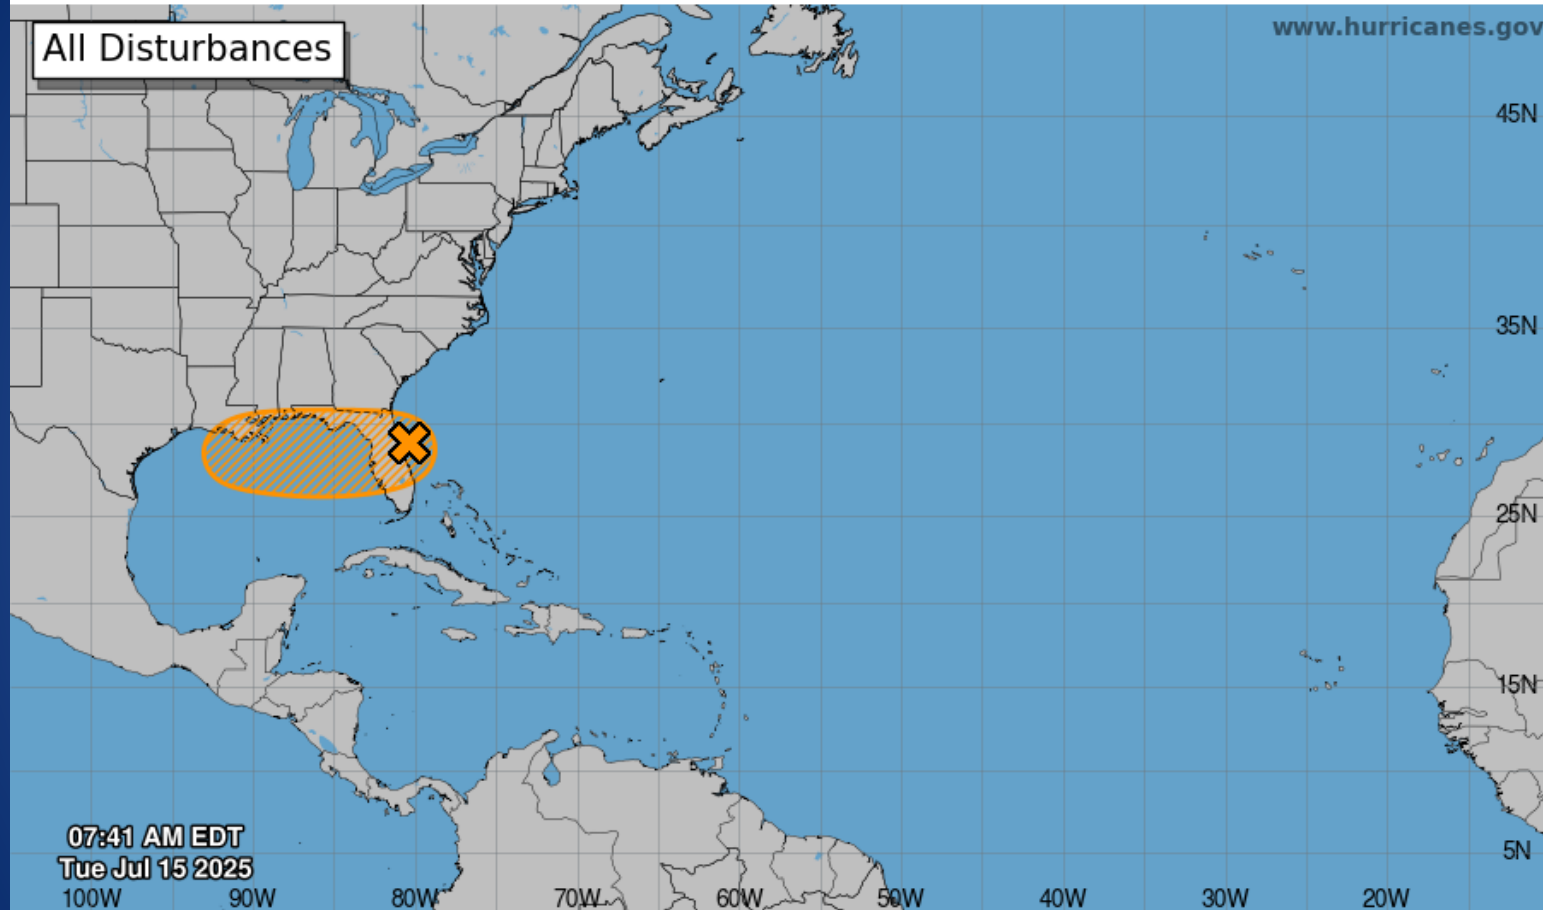 All Disturbances
www.hurricanes.gov
45N
35N
25N
15N
5N
07:41 AM EDT
Tue Jul 15 2025
100W 90W 80W 70W 60W 50W 40W 30W 20W